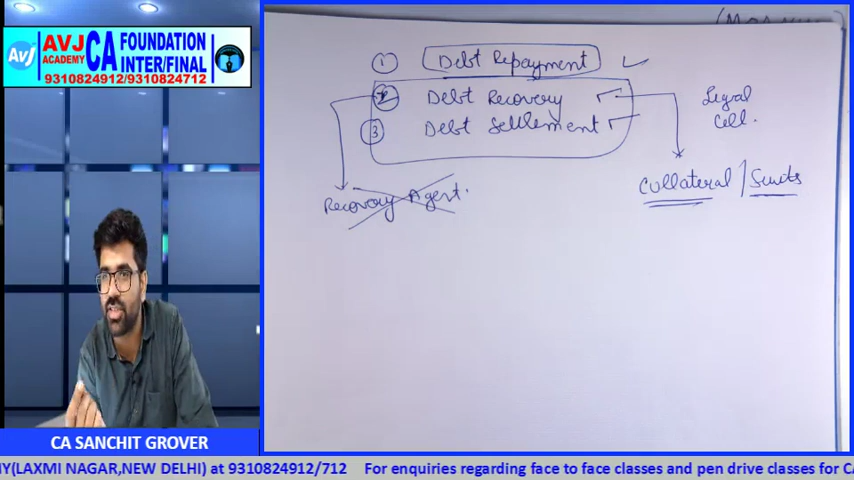 AVJ
ACADEMY
CA
FOUNDATION
INTER/FINAL
9310824912/9310824712
① Debt Repayment
② Debt Recovery
③ Debt Settlement
Legal
Cell.
Recovery Agent.
Collateral /
CA SANCHIT GROVER
MY(LAXMI NAGAR,NEW DELHI) at 9310824912/712 For enquiries regarding face to face classes and pen drive classes for CA